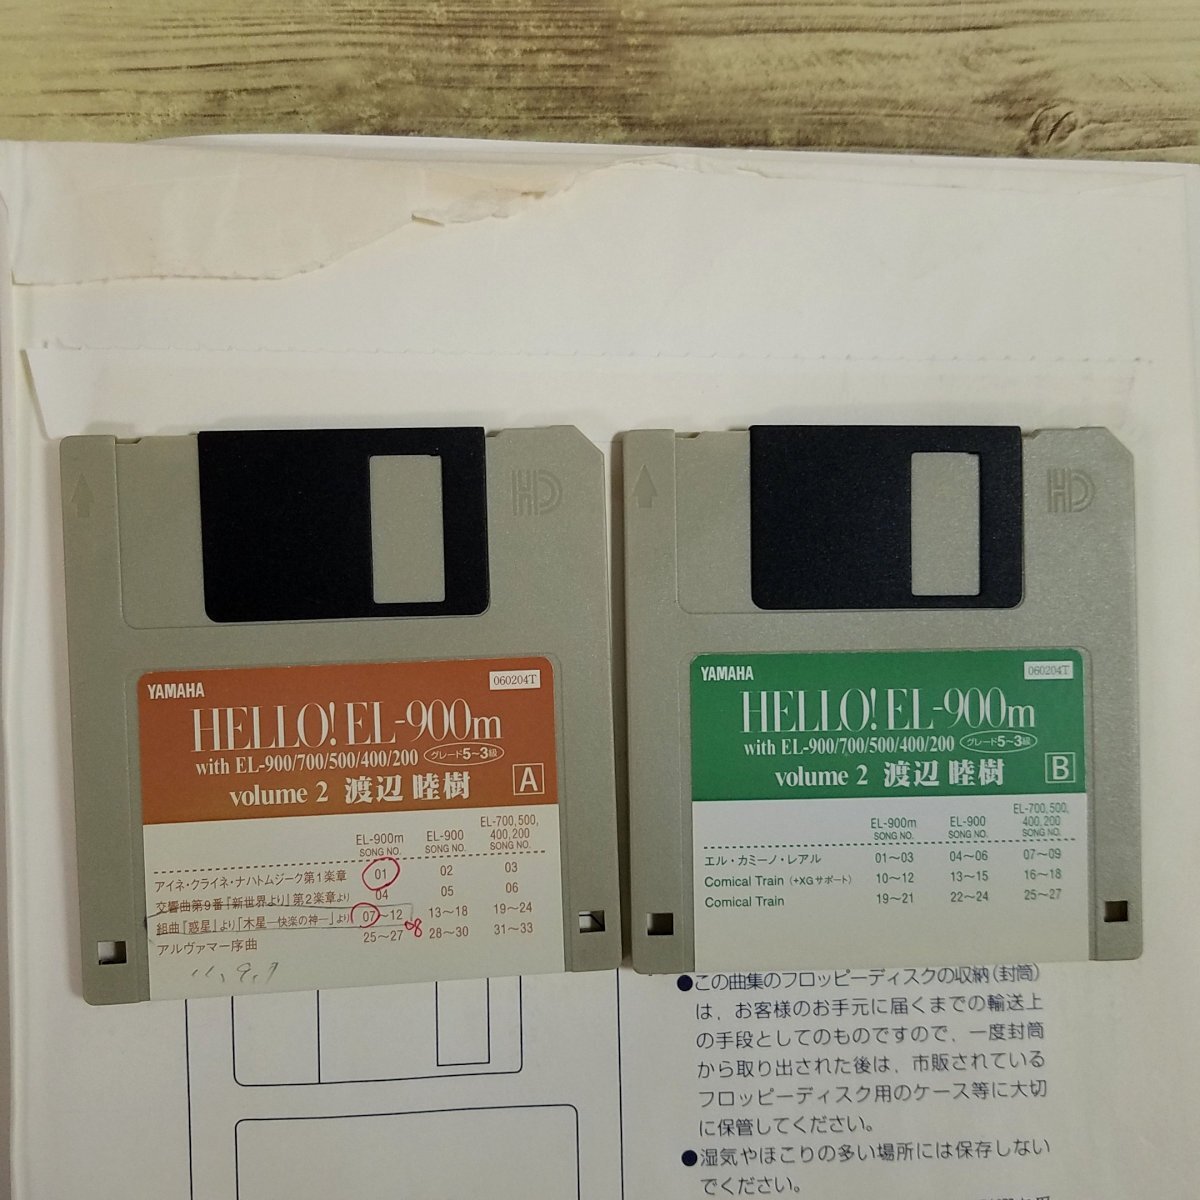 HD
YAMAHA
060204T
HELLO! EL-900m
with EL-900/700/500/400/200 グレード5~3級
volume 2 渡辺 睦樹 A
EL-900m SONG NO. EL-900 SONG NO. EL-700,500, 400,200 SONG NO.
アイネ・クライネ・ナハトムジーク第1楽章 01 02 03
交響曲第9番「新世界より」第2楽章より 04 05 06
組曲『惑星』より「木星―快楽の神―」より 07~12 13~18 19~24
08
アルヴァマー序曲 25~27 28~30 31~33
HD
YAMAHA
060204T
HELLO! EL-900m
with EL-900/700/500/400/200 グレード5~3級
volume 2 渡辺 睦樹 B
EL-900m SONG NO. EL-900 SONG NO. EL-700,500, 400,200 SONG NO.
エル・カミーノ・レアル 01~03 04~06 07~09
Comical Train (+XGサポート) 10~12 13~15 16~18
Comical Train 19~21 22~24 25~27
●この曲集のフロッピーディスクの収納(封筒)
は、お客様のお手元に届くまでの輸送上
の手段としてのものですので、一度封筒
から取り出された後は、市販されている
フロッピーディスク用のケース等に大切
に保管してください。
●湿気やほこりの多い場所には保存しない
でください。